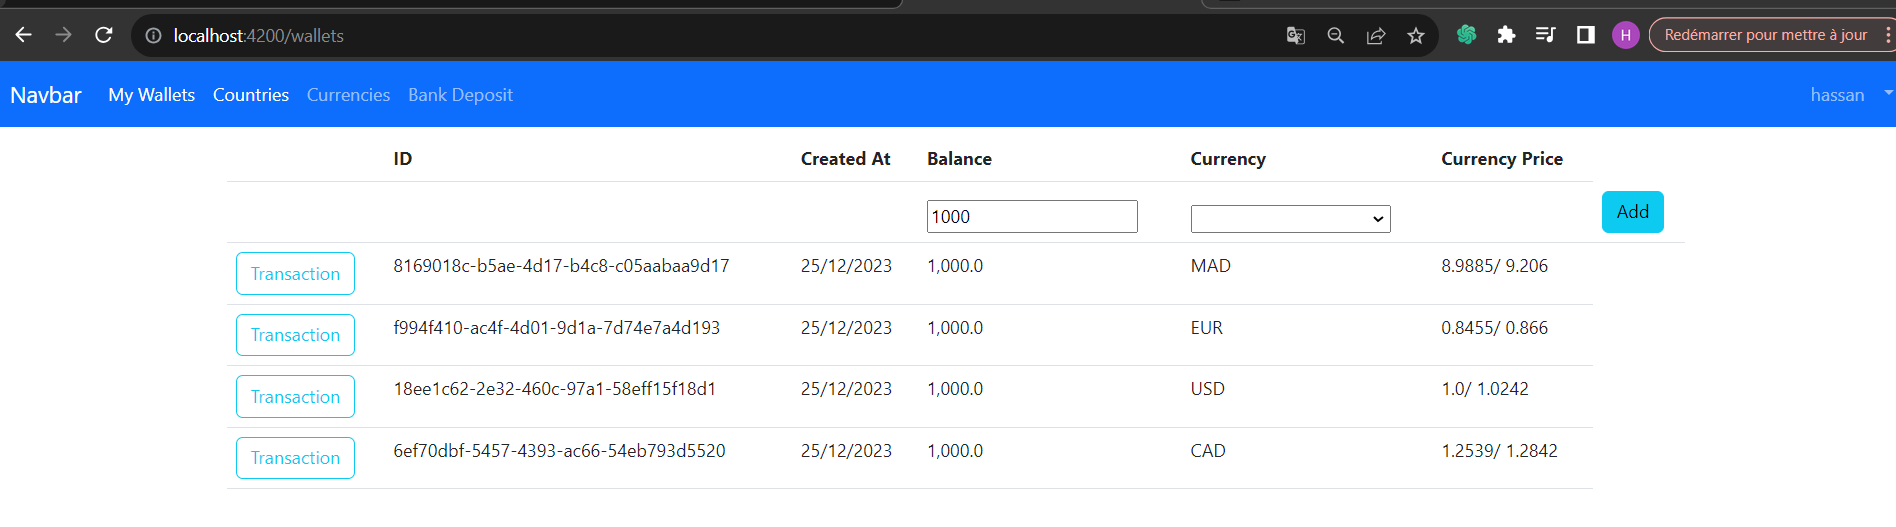 localhost:4200/wallets H Redémarrer pour mettre à jour
Navbar My Wallets Countries Currencies Bank Deposit hassan
ID Created At Balance Currency Currency Price
1000 Add
Transaction 8169018c-b5ae-4d17-b4c8-c05aabaa9d17 25/12/2023 1,000.0 MAD 8.9885/ 9.206
Transaction f994f410-ac4f-4d01-9d1a-7d74e7a4d193 25/12/2023 1,000.0 EUR 0.8455/ 0.866
Transaction 18ee1c62-2e32-460c-97a1-58eff15f18d1 25/12/2023 1,000.0 USD 1.0/ 1.0242
Transaction 6ef70dbf-5457-4393-ac66-54eb793d5520 25/12/2023 1,000.0 CAD 1.2539/ 1.2842